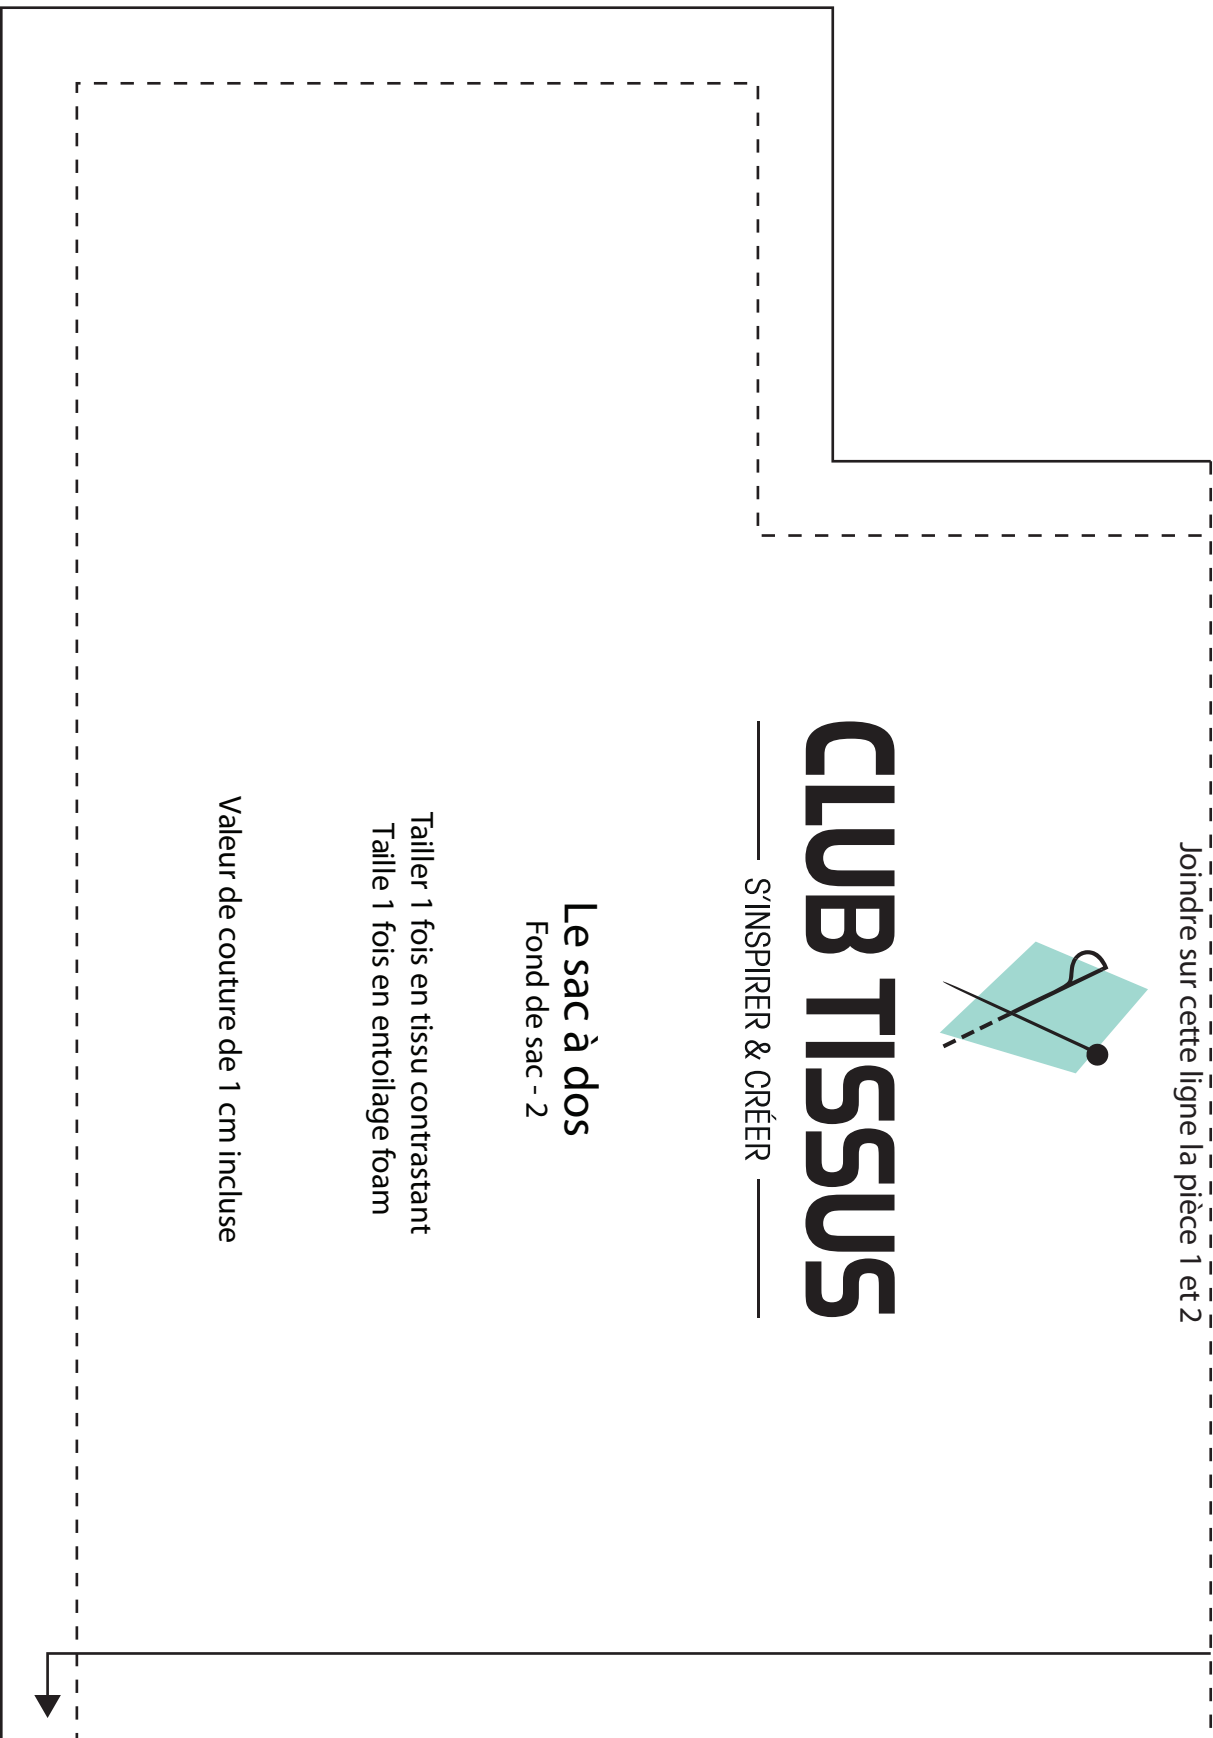 Joindre sur cette ligne la pièce 1 et 2
CLUB TISSUS
S'INSPIRER & CRÉER
Le sac à dos
Fond de sac - 2
Tailler 1 fois en tissu contrastant
Taille 1 fois en entoilage foam
Valeur de couture de 1 cm incluse